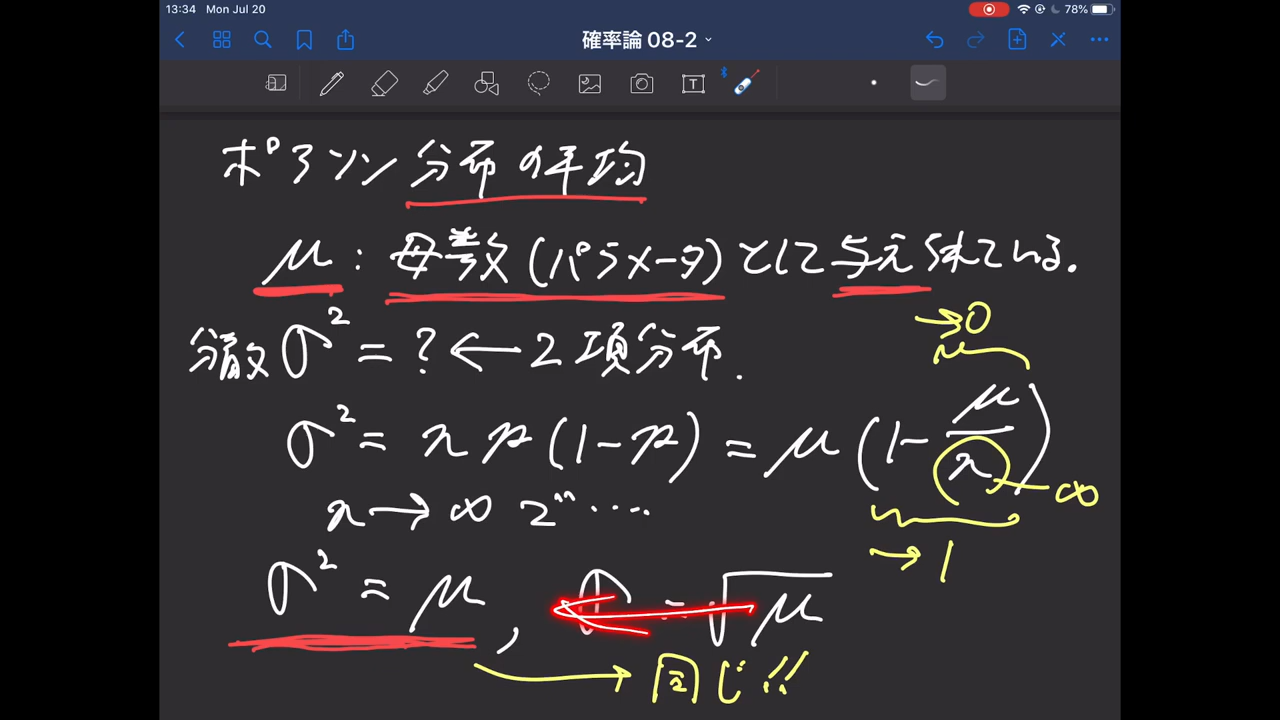 13:34 Mon Jul 20 78%
確率論 08-2
ポアソン分布の平均
μ : 母数(パラメータ)として与えられている.
→0
分散 σ² = ? ← 2項分布.
σ² = np(1-p) = μ(1-μ/n) ∞
n → ∞ で…
→1
σ² = μ, σ = √μ
→ 同じ!!